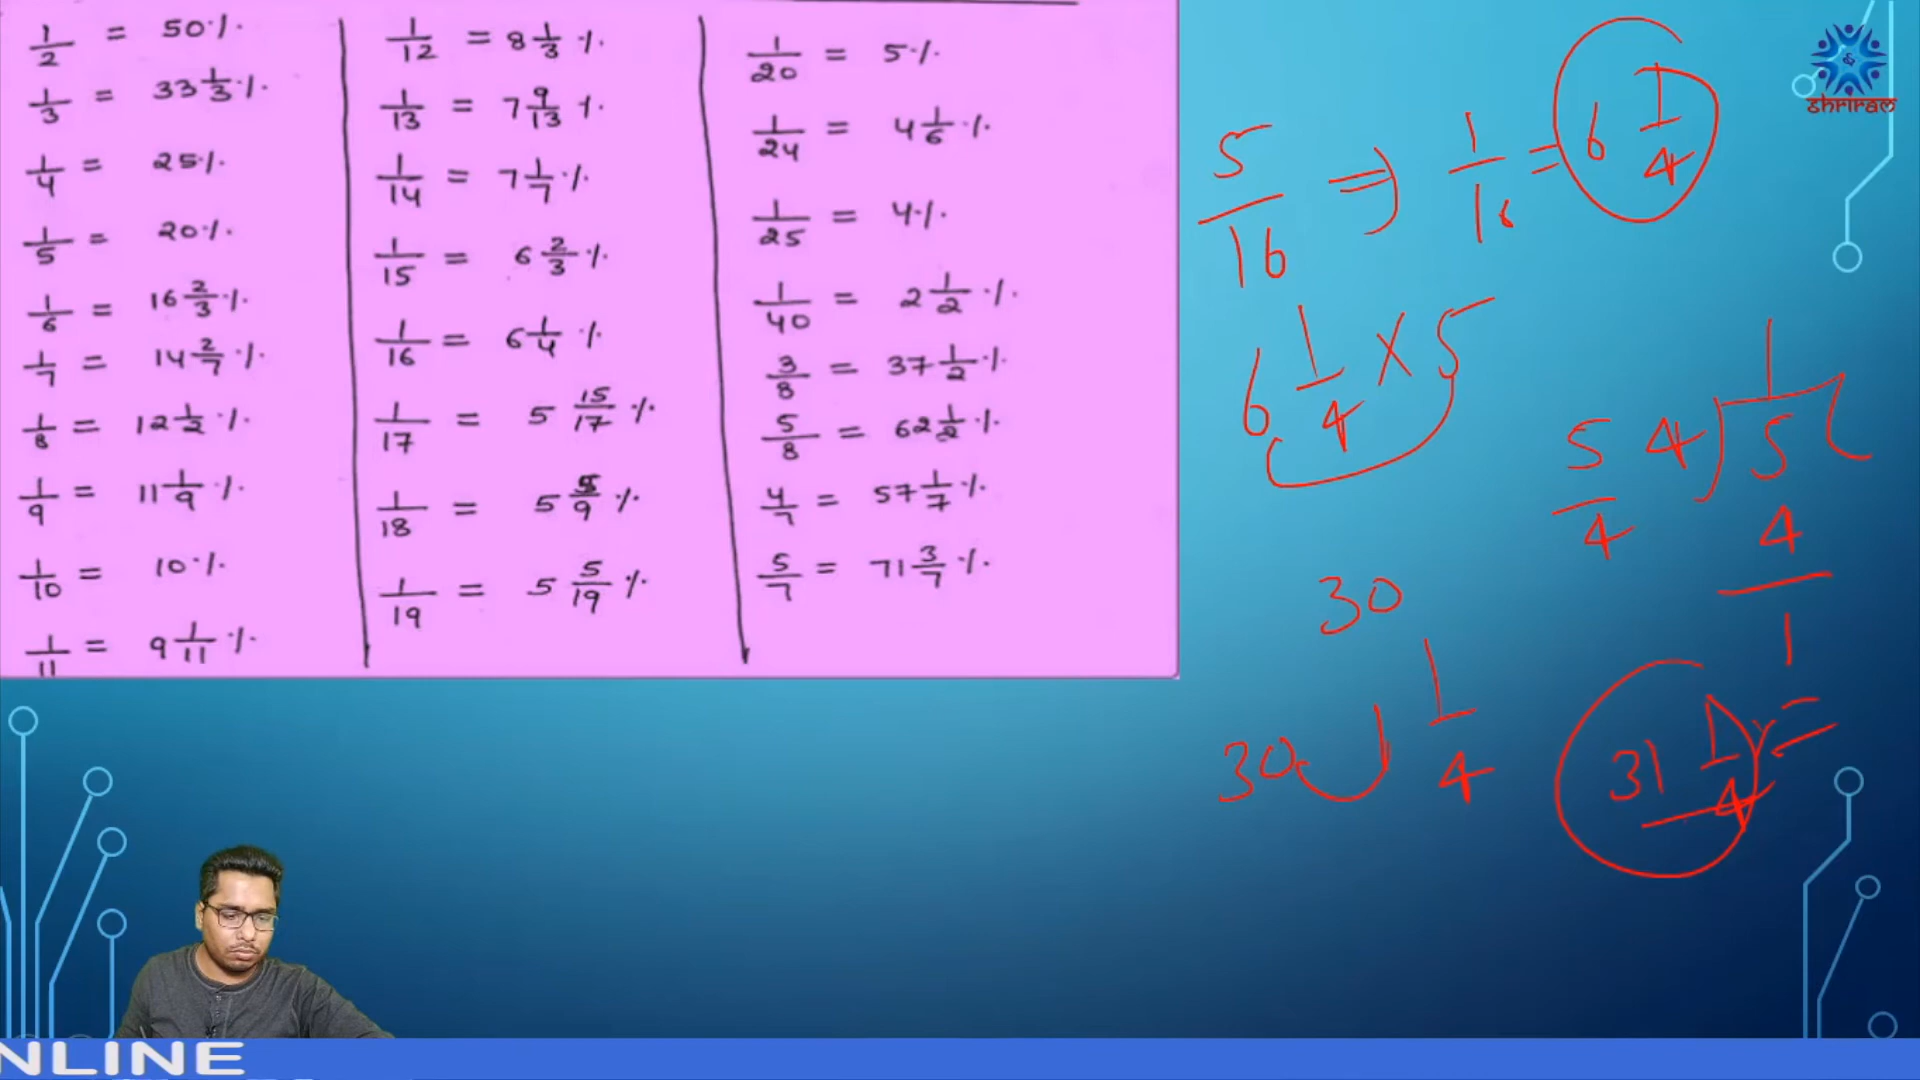 1/2 = 50%
1/3 = 33 1/3 %
1/4 = 25%
1/5 = 20%
1/6 = 16 2/3 %
1/7 = 14 2/7 %
1/8 = 12 1/2 %
1/9 = 11 1/9 %
1/10 = 10%
1/11 = 9 1/11 %
1/12 = 8 1/3 %
1/13 = 7 9/13 %
1/14 = 7 1/7 %
1/15 = 6 2/3 %
1/16 = 6 1/4 %
1/17 = 5 15/17 %
1/18 = 5 5/9 %
1/19 = 5 5/19 %
1/20 = 5%
1/24 = 4 1/6 %
1/25 = 4%
1/40 = 2 1/2 %
3/8 = 37 1/2 %
5/8 = 62 1/2 %
4/7 = 57 1/7 %
5/7 = 71 3/7 %
5/16 ⇒ 1/16 = 6 1/4
6 1/4 × 5
5/4
1
4)5(
4
1
30
30 1 1/4
31 1/4 % =
Shriram
NLINE